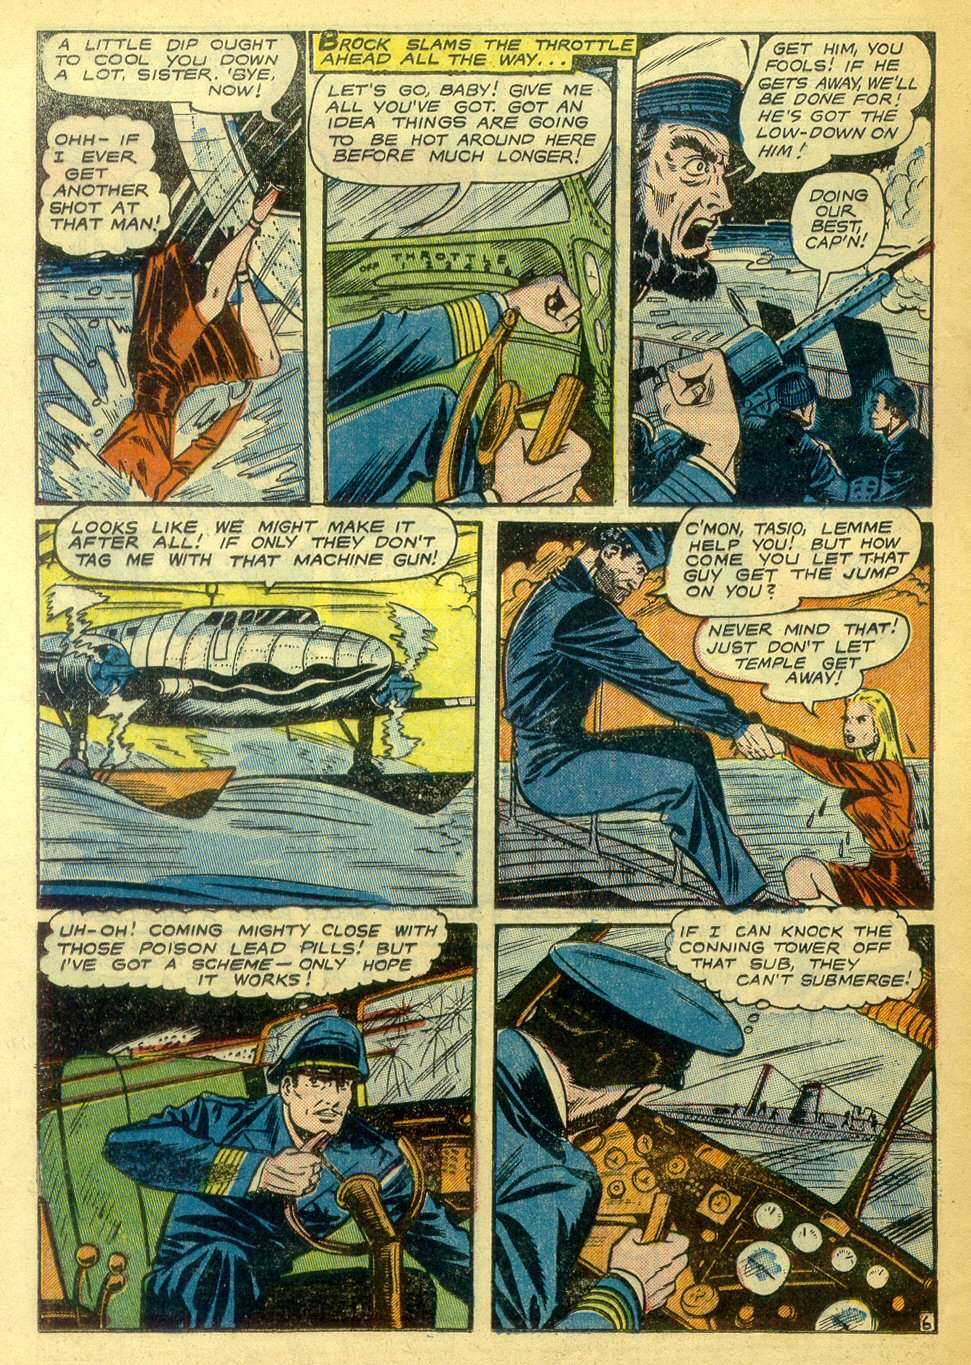 A LITTLE DIP OUGHT
TO COOL YOU DOWN
A LOT, SISTER. 'BYE,
NOW!
OHH- IF
I EVER
GET
ANOTHER
SHOT AT
THAT MAN!
BROCK SLAMS THE THROTTLE
AHEAD ALL THE WAY...
LET'S GO, BABY! GIVE ME
ALL YOU'VE GOT. GOT AN
IDEA THINGS ARE GOING
TO BE HOT AROUND HERE
BEFORE MUCH LONGER!
THROTTLE
OFF 1 2 3 4 5 6
GET HIM, YOU
FOOLS! IF HE
GETS AWAY, WE'LL
BE DONE FOR!
HE'S GOT THE
LOW-DOWN ON
HIM!
DOING
OUR
BEST,
CAP'N!
LOOKS LIKE WE MIGHT MAKE IT
AFTER ALL! IF ONLY THEY DON'T
TAG ME WITH THAT MACHINE GUN!
C'MON, TASIO, LEMME
HELP YOU! BUT HOW
COME YOU LET THAT
GUY GET THE JUMP
ON YOU?
NEVER MIND THAT!
JUST DON'T LET
TEMPLE GET
AWAY!
UH-OH! COMING MIGHTY CLOSE WITH
THOSE POISON LEAD PILLS! BUT
I'VE GOT A SCHEME—ONLY HOPE
IT WORKS!
IF I CAN KNOCK THE
CONNING TOWER OFF
THAT SUB, THEY
CAN'T SUBMERGE!
6